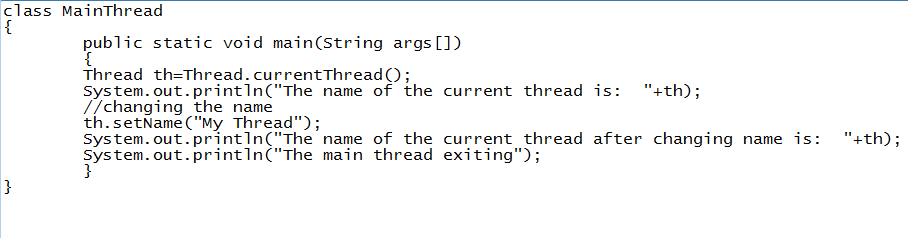 class MainThread
{
public static void main(String args[])
{
Thread th=Thread.currentThread();
System.out.println("The name of the current thread is:  "+th);
//changing the name
th.setName("My Thread");
System.out.println("The name of the current thread after changing name is:  "+th);
System.out.println("The main thread exiting");
}
}